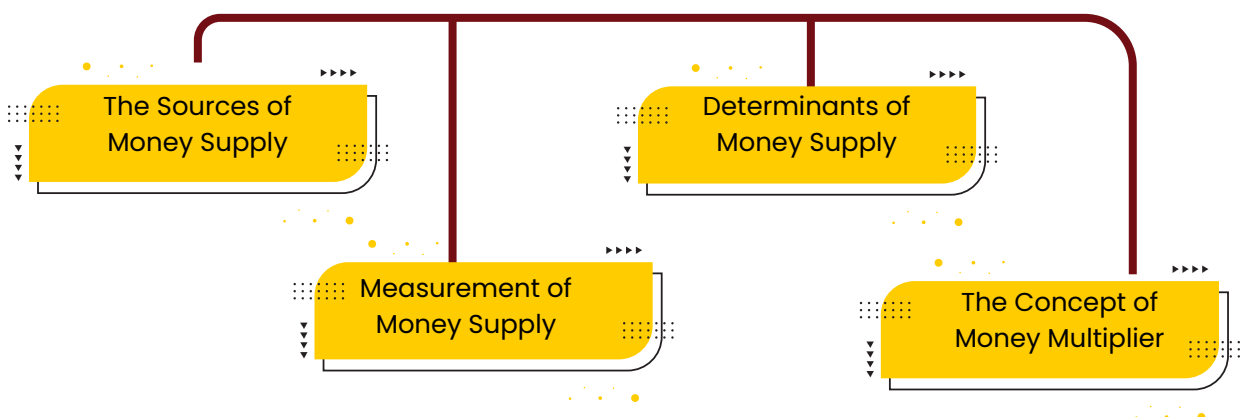 The Sources of
Money Supply
Determinants of
Money Supply
Measurement of
Money Supply
The Concept of
Money Multiplier